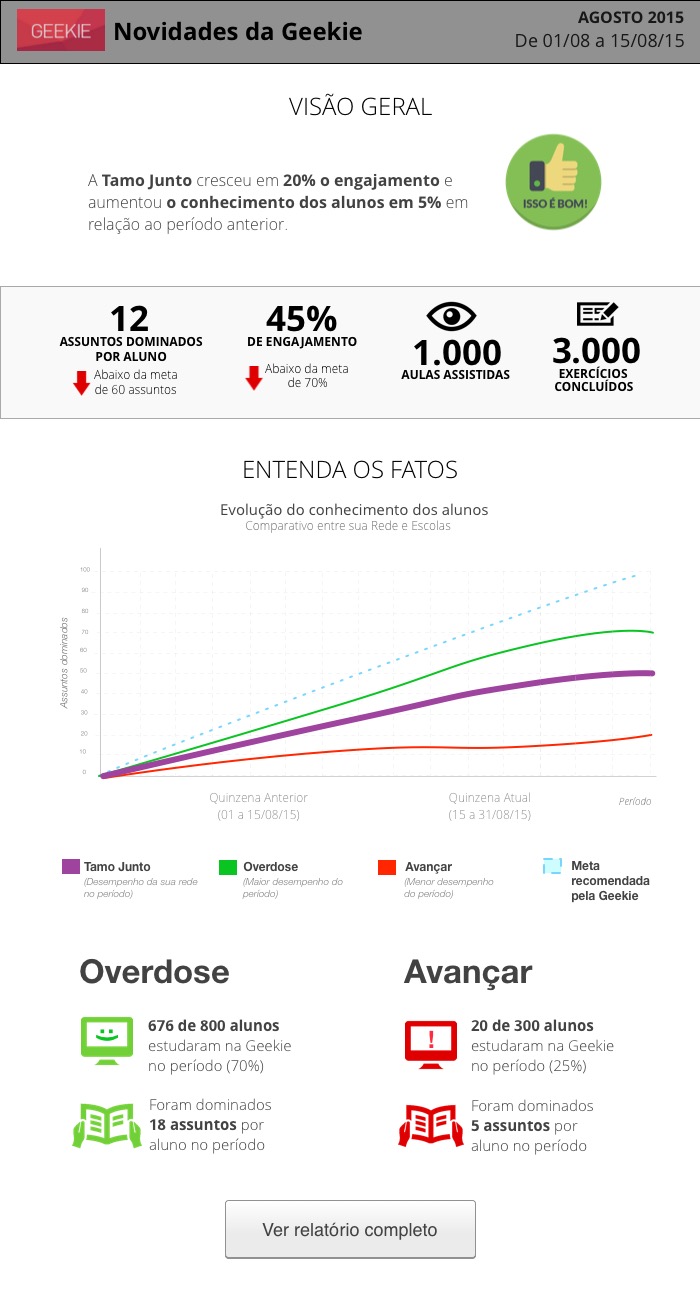 GEEKIE
Novidades da Geekie
AGOSTO 2015
De 01/08 a 15/08/15
VISÃO GERAL
A Tamo Junto cresceu em 20% o engajamento e
aumentou o conhecimento dos alunos em 5% em
relação ao período anterior.
ISSO É BOM!
12
ASSUNTOS DOMINADOS
POR ALUNO
Abaixo da meta
de 60 assuntos
45%
DE ENGAJAMENTO
Abaixo da meta
de 70%
1.000
AULAS ASSISTIDAS
3.000
EXERCÍCIOS
CONCLUÍDOS
ENTENDA OS FATOS
Evolução do conhecimento dos alunos
Comparativo entre sua Rede e Escolas
Assuntos dominados
100
90
80
70
60
50
40
30
20
10
0
Quinzena Anterior
(01 a 15/08/15)
Quinzena Atual
(15 a 31/08/15)
Período
Tamo Junto
(Desempenho da sua rede
no período)
Overdose
(Maior desempenho do
período)
Avançar
(Menor desempenho
do período)
Meta
recomendada
pela Geekie
Overdose
676 de 800 alunos
estudaram na Geekie
no período (70%)
Foram dominados
18 assuntos por
aluno no período
Avançar
20 de 300 alunos
estudaram na Geekie
no período (25%)
Foram dominados
5 assuntos por
aluno no período
Ver relatório completo